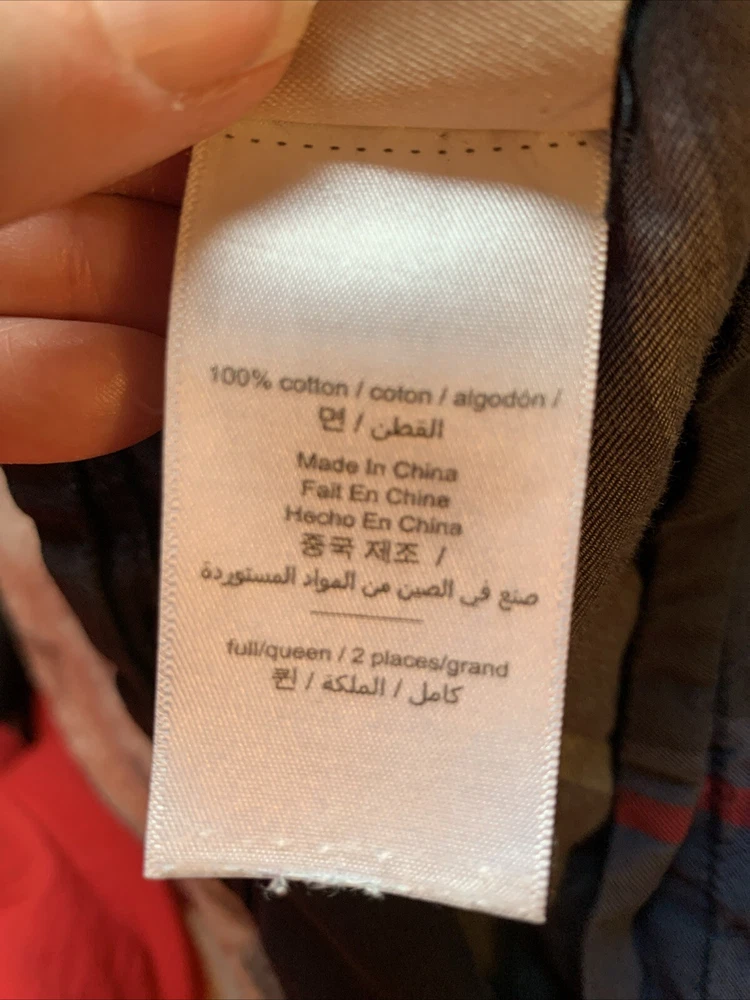 100% cotton / coton / algodón /
면 / القطن
Made In China
Fait En Chine
Hecho En China
중국 제조 /
صنع في الصين من المواد المستوردة
full/queen / 2 places/grand
퀸 / كامل / الملكة